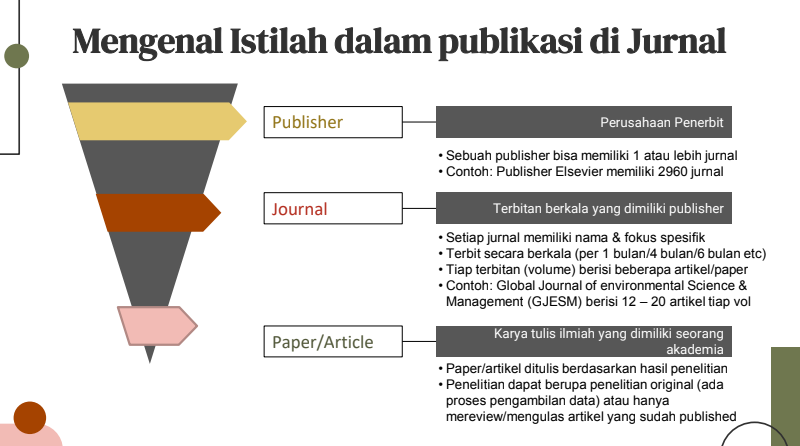 Mengenal Istilah dalam publikasi di Jurnal
Publisher
Perusahaan Penerbit
• Sebuah publisher bisa memiliki 1 atau lebih jurnal
• Contoh: Publisher Elsevier memiliki 2960 jurnal
Journal
Terbitan berkala yang dimiliki publisher
• Setiap jurnal memiliki nama & fokus spesifik
• Terbit secara berkala (per 1 bulan/4 bulan/6 bulan etc)
• Tiap terbitan (volume) berisi beberapa artikel/paper
• Contoh: Global Journal of environmental Science &
Management (GJESM) berisi 12 – 20 artikel tiap vol
Paper/Article
Karya tulis ilmiah yang dimiliki seorang
akademia
• Paper/artikel ditulis berdasarkan hasil penelitian
• Penelitian dapat berupa penelitian original (ada
proses pengambilan data) atau hanya
mereview/mengulas artikel yang sudah published